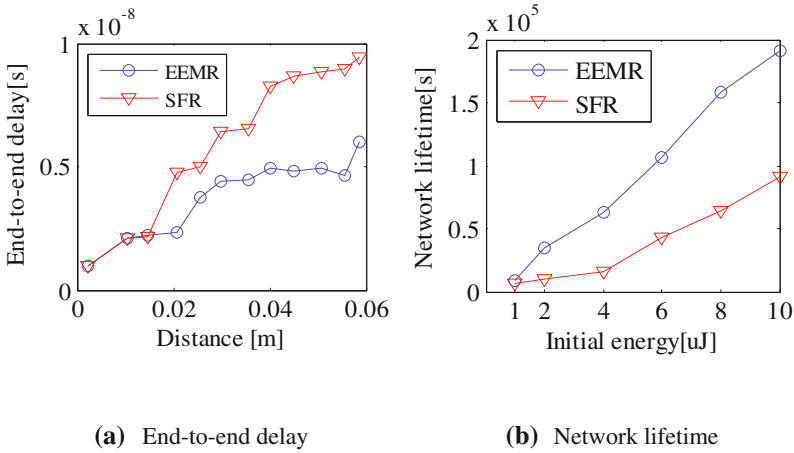 x 10^-8
1
0.5
0
End-to-end delay[s]
EEMR
SFR
0
0.02
0.04
0.06
Distance [m]
x 10^5
2
1.5
1
0.5
0
Network lifetime[s]
EEMR
SFR
1
2
4
6
8
10
Initial energy[uJ]
(a) End-to-end delay
(b) Network lifetime